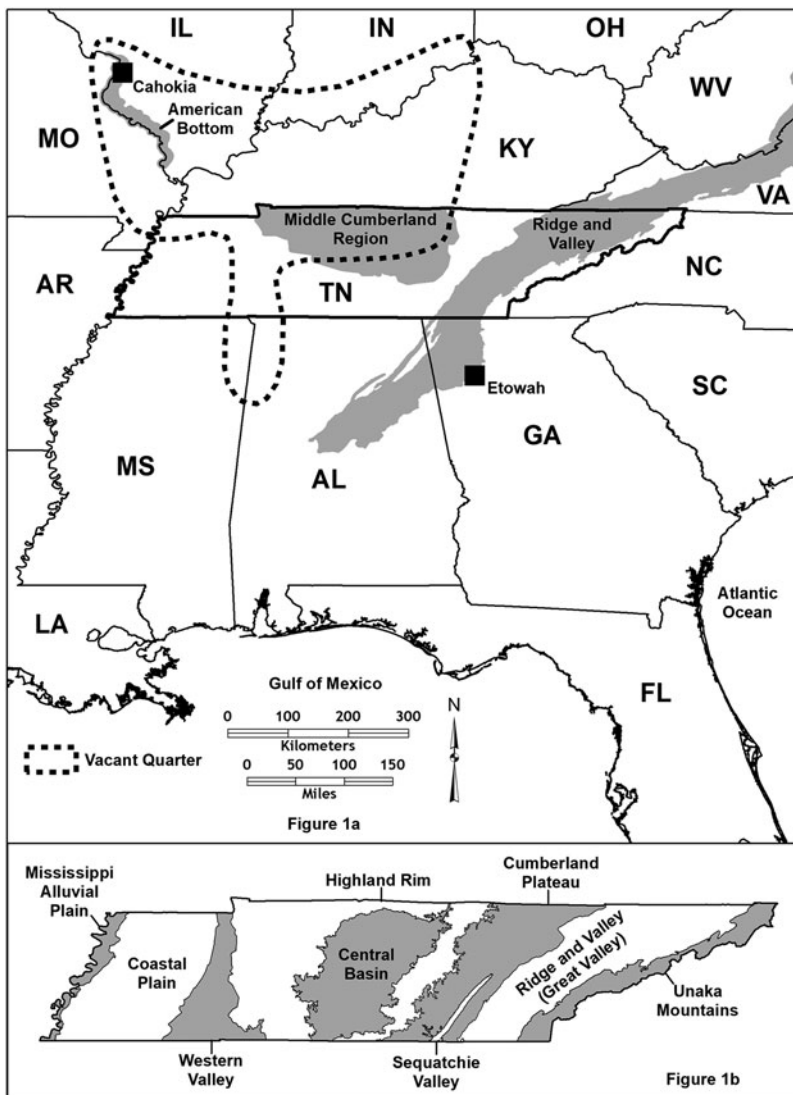 IL
IN
OH
Cahokia
American
Bottom
WV
MO
KY
VA
Middle Cumberland
Region
Ridge and
Valley
AR
TN
NC
Etowah
SC
MS
AL
GA
LA
Atlantic
Ocean
Gulf of Mexico
FL
N
0 100 200 300
Kilometers
0 50 100 150
Miles
Vacant Quarter
Figure 1a
Mississippi
Alluvial
Plain
Highland Rim
Cumberland
Plateau
Coastal
Plain
Central
Basin
Ridge and Valley
(Great Valley)
Unaka
Mountains
Western
Valley
Sequatchie
Valley
Figure 1b